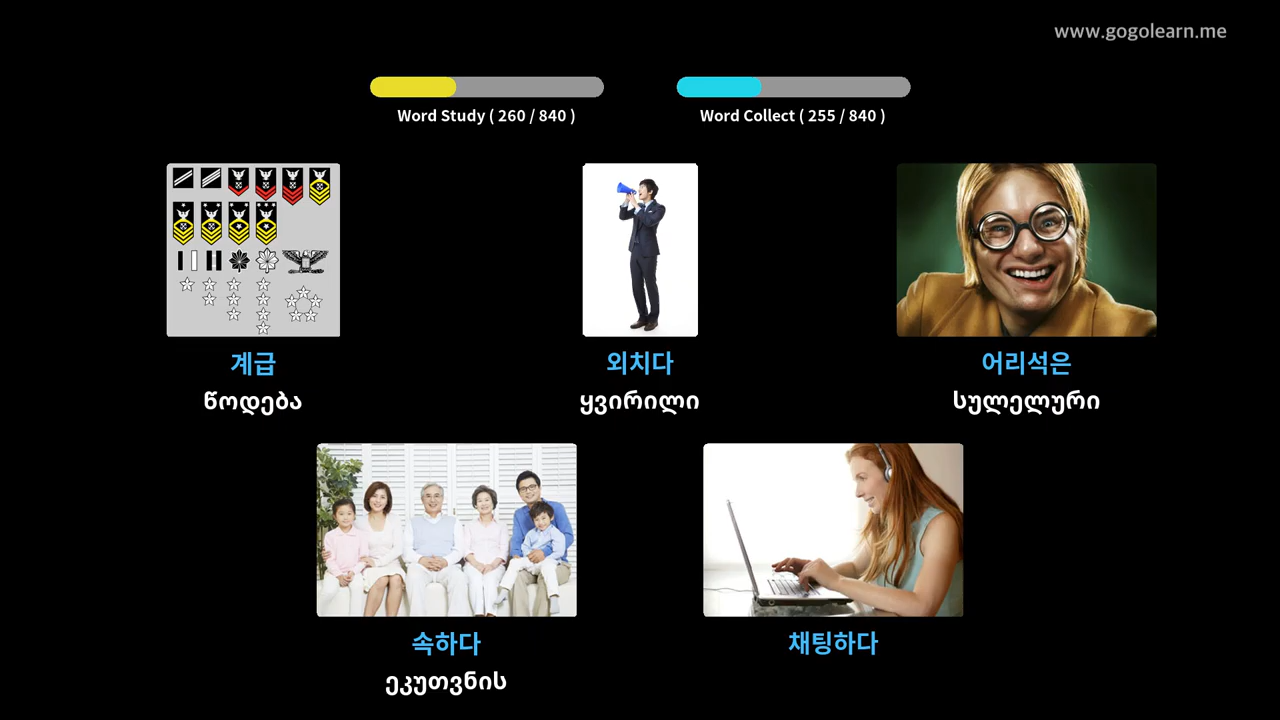 www.gogolearn.me
Word Study ( 260 / 840 )
Word Collect ( 255 / 840 )
계급
წოდება
외치다
ყვირილი
어리석은
სულელური
속하다
ეკუთვნის
채팅하다